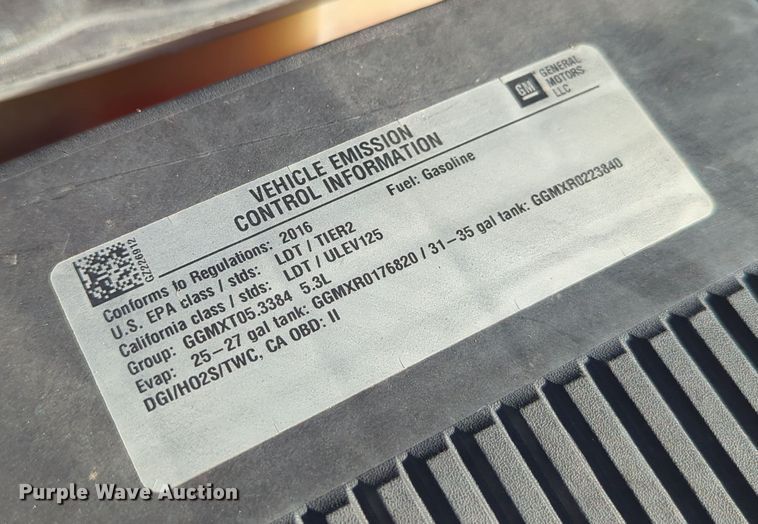 GM GENERAL
MOTORS
LLC
VEHICLE EMISSION
CONTROL INFORMATION
GZ226912
Conforms to Regulations: 2016 Fuel: Gasoline
U.S. EPA class / stds: LDT / TIER2
California class / stds: LDT / ULEV125
Group: GGMXT05.3384 5.3L
Evap: 25–27 gal tank: GGMXR0176820 / 31–35 gal tank: GGMXR0223840
DGI/HO2S/TWC, CA OBD: II
Purple Wave Auction